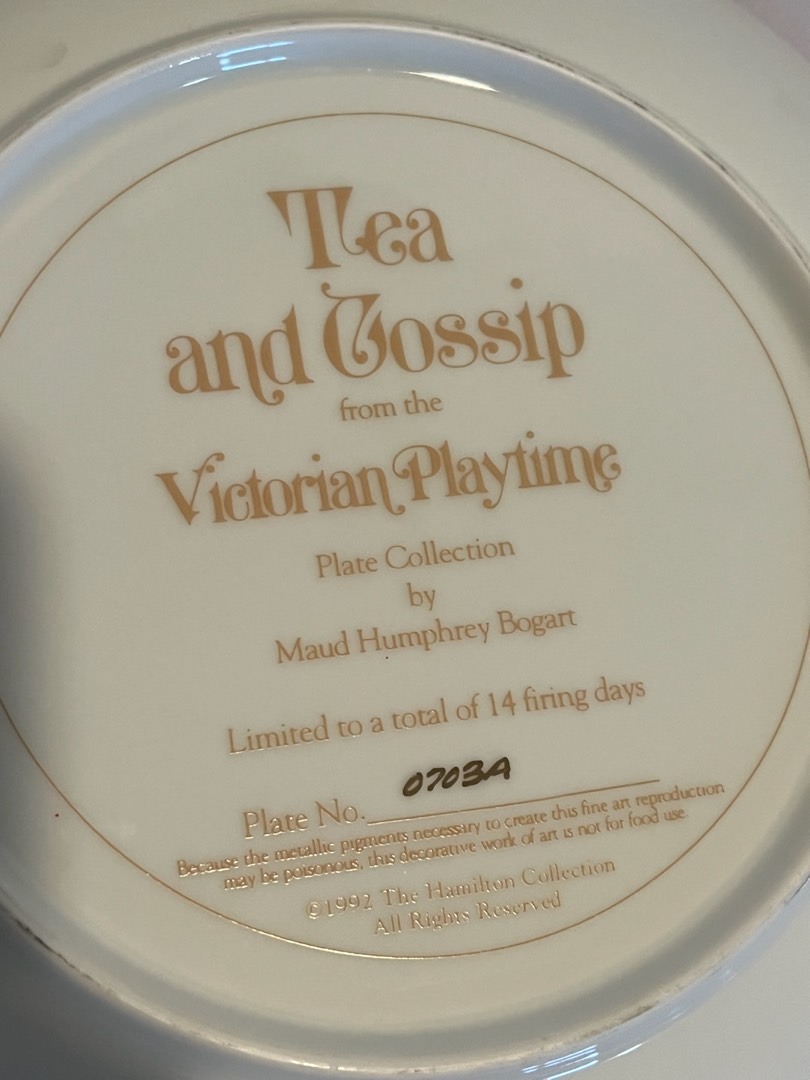 Tea
and Gossip
from the
Victorian Playtime
Plate Collection
by
Maud Humphrey Bogart
Limited to a total of 14 firing days
Plate No. 0703A
Because the metallic pigments necessary to create this fine art reproduction
may be poisonous, this decorative work of art is not for food use.
©1992 The Hamilton Collection
All Rights Reserved